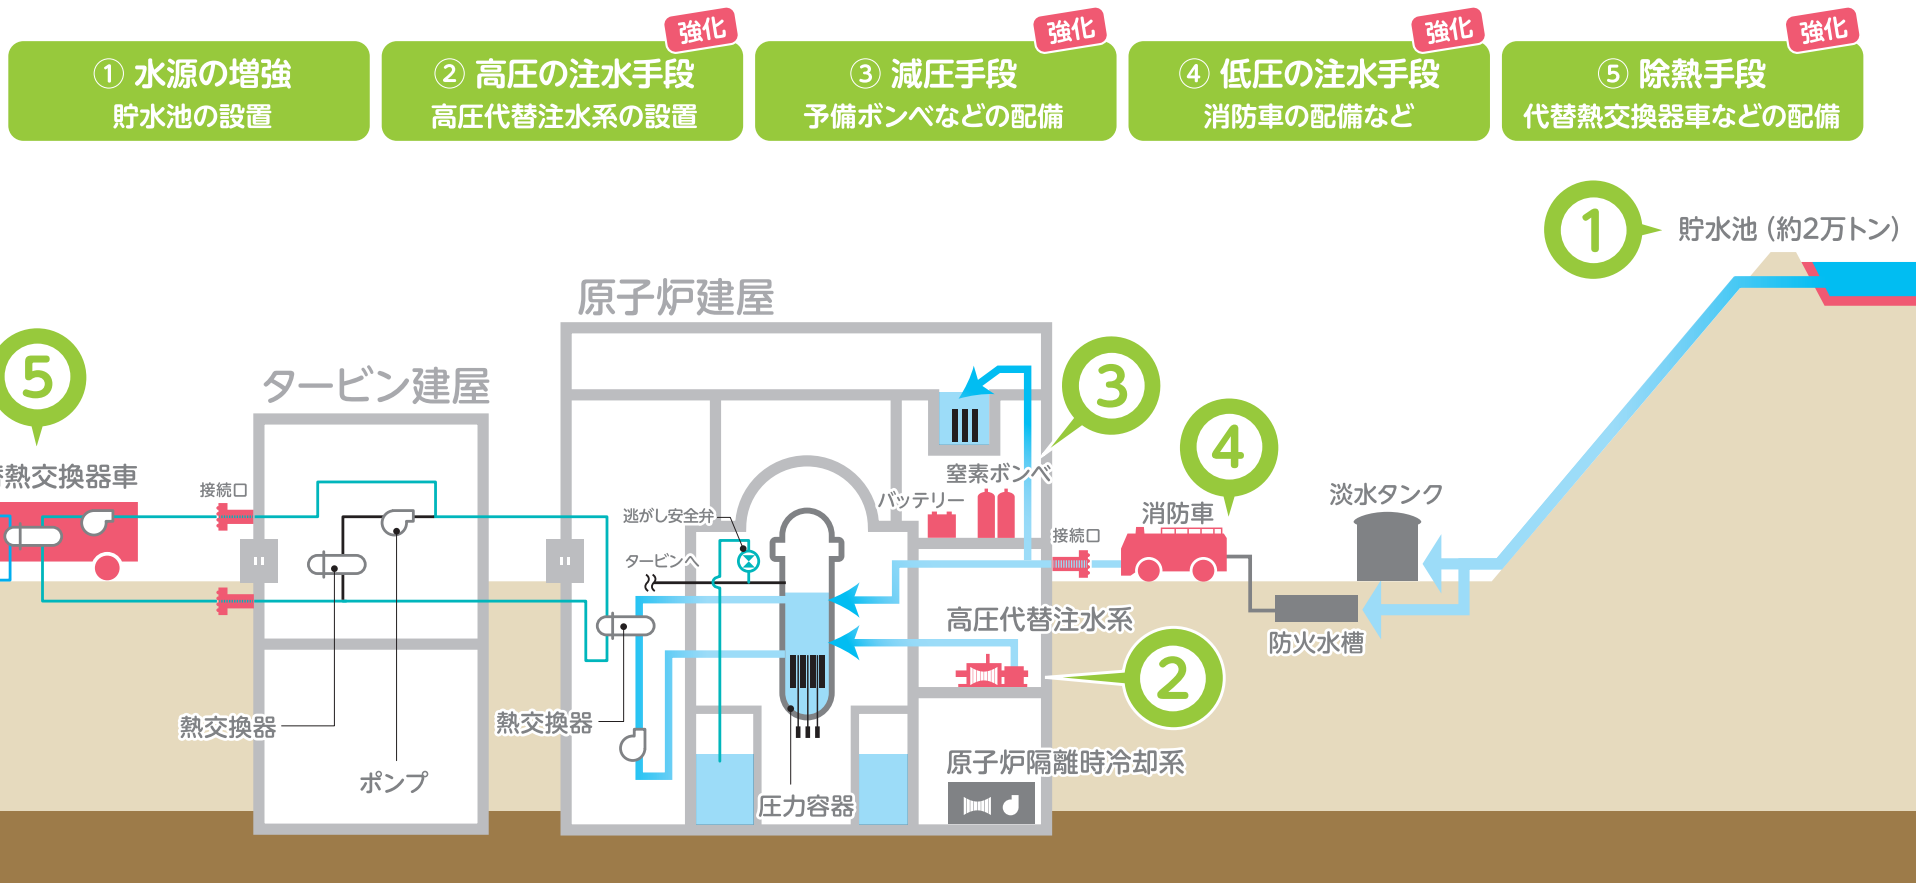 ① 水源の増強
貯水池の設置
強化
② 高圧の注水手段
高圧代替注水系の設置
強化
③ 減圧手段
予備ボンベなどの配備
強化
④ 低圧の注水手段
消防車の配備など
強化
⑤ 除熱手段
代替熱交換器車などの配備
1
貯水池（約2万トン）
原子炉建屋
タービン建屋
5
3
4
替熱交換器車
接続口
窒素ボンベ
バッテリー
逃がし安全弁
タービンへ
接続口
消防車
淡水タンク
高圧代替注水系
防火水槽
2
熱交換器
熱交換器
ポンプ
圧力容器
原子炉隔離時冷却系